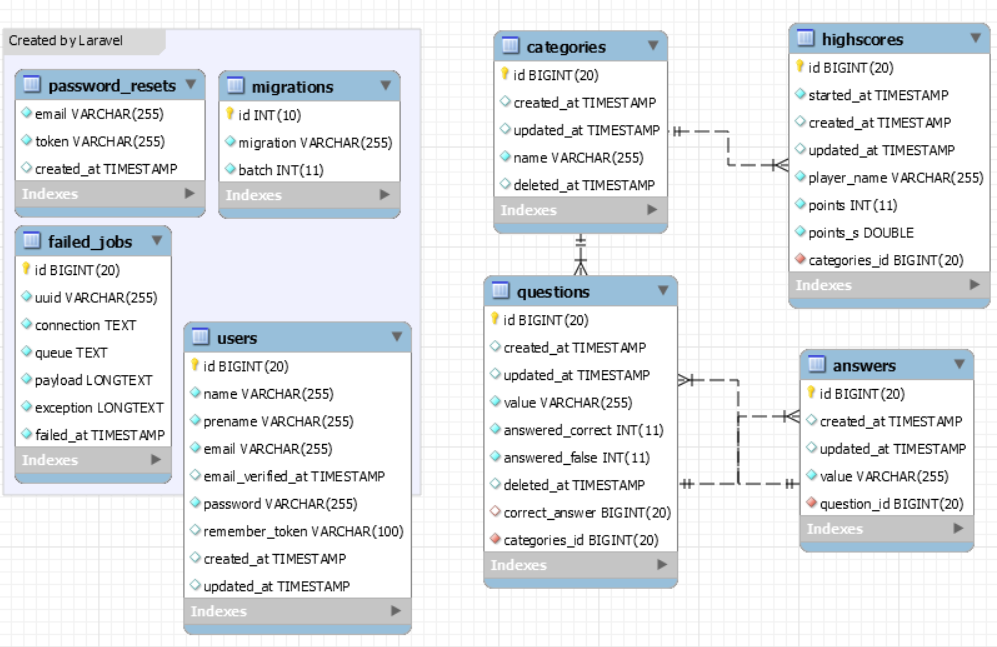 Created by Laravel
password_resets
email VARCHAR(255)
token VARCHAR(255)
created_at TIMESTAMP
Indexes
migrations
id INT(10)
migration VARCHAR(255)
batch INT(11)
Indexes
failed_jobs
id BIGINT(20)
uuid VARCHAR(255)
connection TEXT
queue TEXT
payload LONGTEXT
exception LONGTEXT
failed_at TIMESTAMP
Indexes
users
id BIGINT(20)
name VARCHAR(255)
prename VARCHAR(255)
email VARCHAR(255)
email_verified_at TIMESTAMP
password VARCHAR(255)
remember_token VARCHAR(100)
created_at TIMESTAMP
updated_at TIMESTAMP
Indexes
categories
id BIGINT(20)
created_at TIMESTAMP
updated_at TIMESTAMP
name VARCHAR(255)
deleted_at TIMESTAMP
Indexes
questions
id BIGINT(20)
created_at TIMESTAMP
updated_at TIMESTAMP
value VARCHAR(255)
answered_correct INT(11)
answered_false INT(11)
deleted_at TIMESTAMP
correct_answer BIGINT(20)
categories_id BIGINT(20)
Indexes
highscores
id BIGINT(20)
started_at TIMESTAMP
created_at TIMESTAMP
updated_at TIMESTAMP
player_name VARCHAR(255)
points INT(11)
points_s DOUBLE
categories_id BIGINT(20)
Indexes
answers
id BIGINT(20)
created_at TIMESTAMP
updated_at TIMESTAMP
value VARCHAR(255)
question_id BIGINT(20)
Indexes